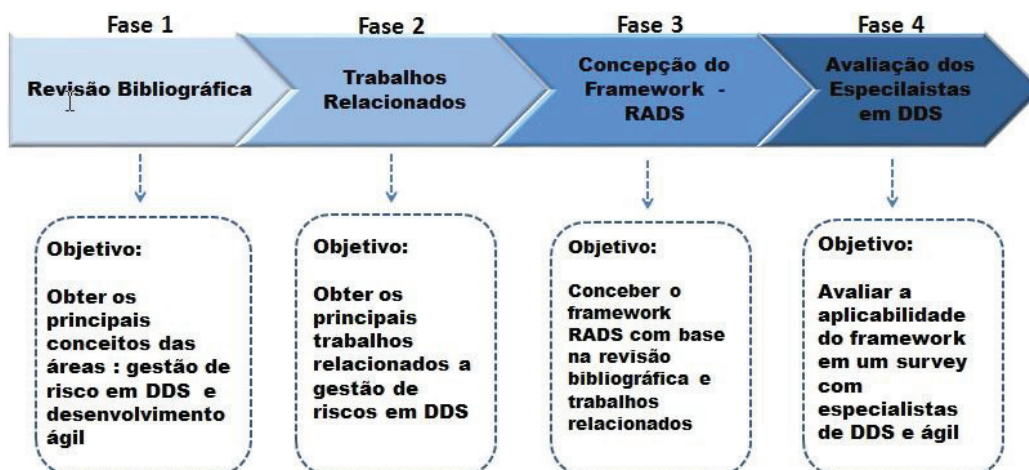 Fase 1
Fase 2
Fase 3
Fase 4
Revisão Bibliográfica
Trabalhos
Relacionados
Concepção do
Framework -
RADS
Avaliação dos
Especilaistas
em DDS
Objetivo:
Obter os
principais
conceitos das
áreas : gestão de
risco em DDS e
desenvolvimento
ágil
Objetivo:
Obter os
principais
trabalhos
relacionados a
gestão de
riscos em DDS
Objetivo:
Conceber o
framework
RADS com base
na revisão
bibliográfica e
trabalhos
relacionados
Objetivo:
Avaliar a
aplicabilidade
do framework
em um survey
com
especialistas
de DDS e ágil